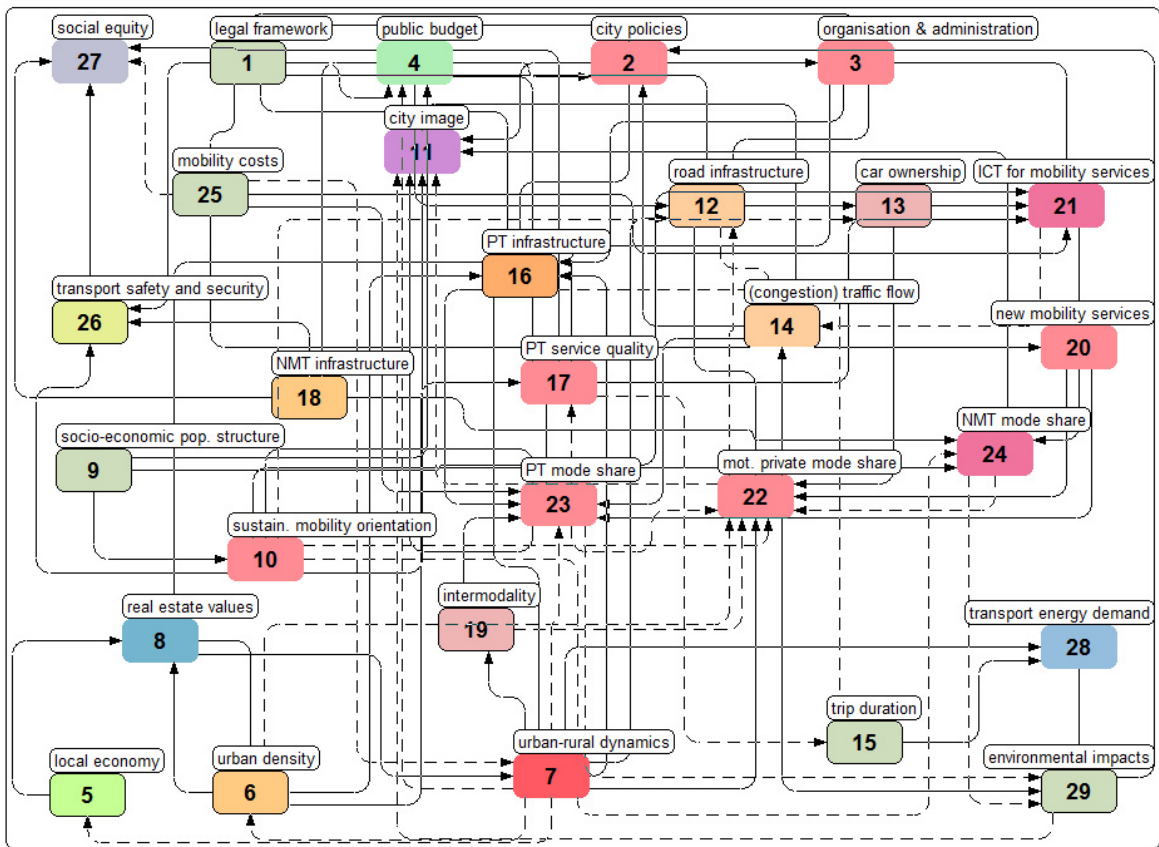 social equity
27
legal framework
1
public budget
4
city policies
2
organisation & administration
3
city image
11
mobility costs
25
road infrastructure
12
car ownership
13
ICT for mobility services
21
PT infrastructure
16
transport safety and security
26
(congestion) traffic flow
14
new mobility services
20
PT service quality
17
NMT infrastructure
18
NMT mode share
24
socio-economic pop. structure
9
PT mode share
23
mot. private mode share
22
sustain. mobility orientation
10
real estate values
8
intermodality
19
transport energy demand
28
trip duration
15
urban-rural dynamics
7
local economy
5
urban density
6
environmental impacts
29